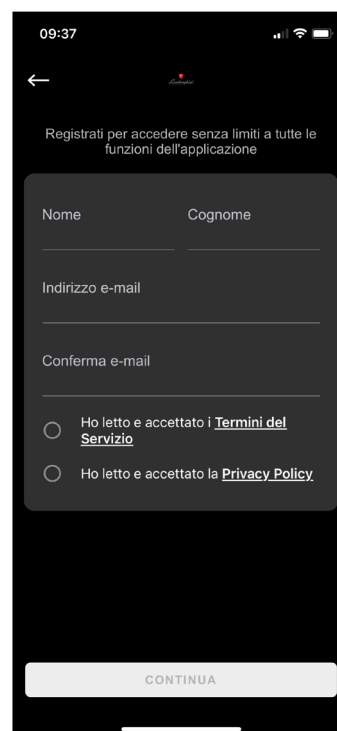 09:37
Lamborghini
Registrati per accedere senza limiti a tutte le
funzioni dell'applicazione
Nome Cognome
Indirizzo e-mail
Conferma e-mail
Ho letto e accettato i Termini del
Servizio
Ho letto e accettato la Privacy Policy
CONTINUA